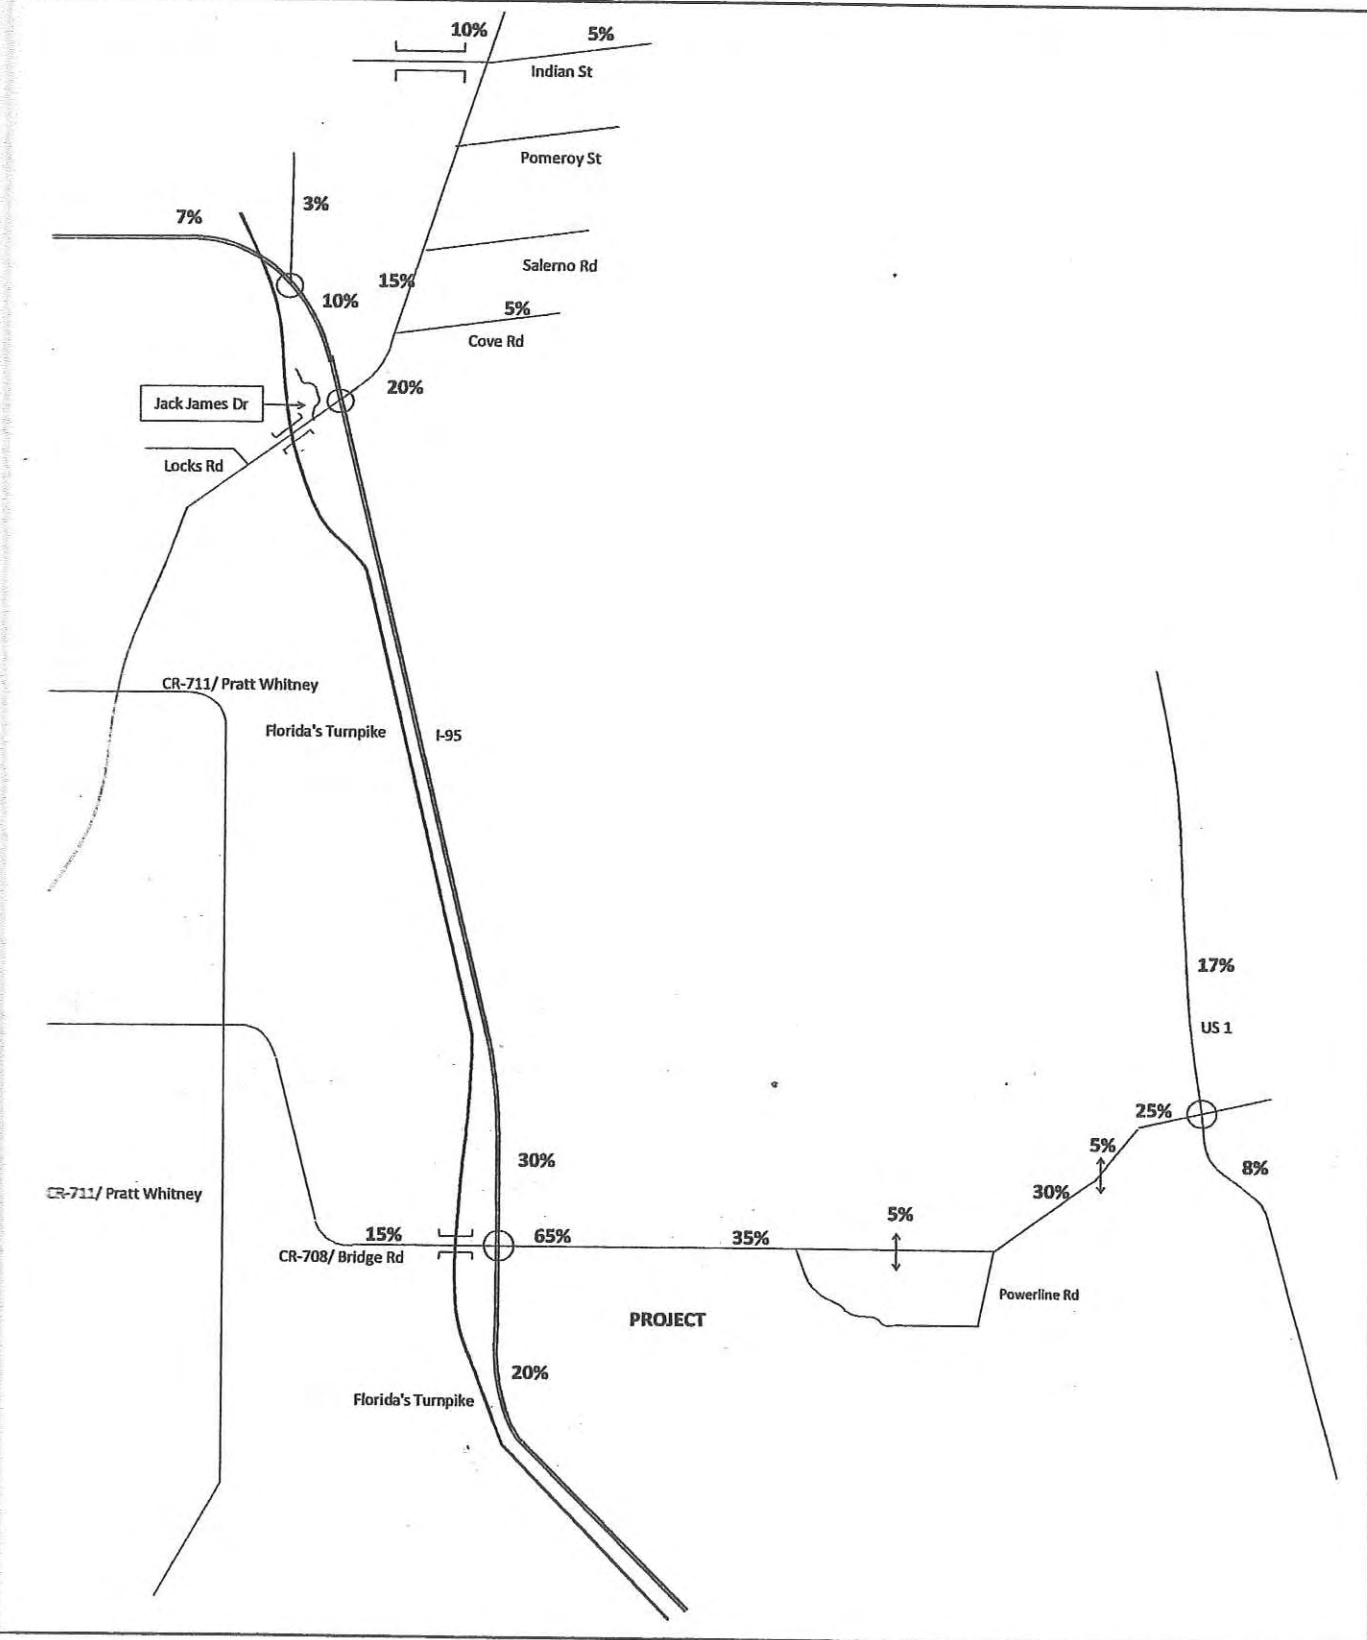 10%
5%
Indian St
Pomeroy St
3%
7%
Salerno Rd
15%
10%
5%
Cove Rd
20%
Jack James Dr
Locks Rd
CR-711/ Pratt Whitney
Florida's Turnpike
I-95
17%
US 1
25%
5%
30%
8%
30%
CR-711/ Pratt Whitney
5%
15%
65%
35%
CR-708/ Bridge Rd
Powerline Rd
PROJECT
20%
Florida's Turnpike